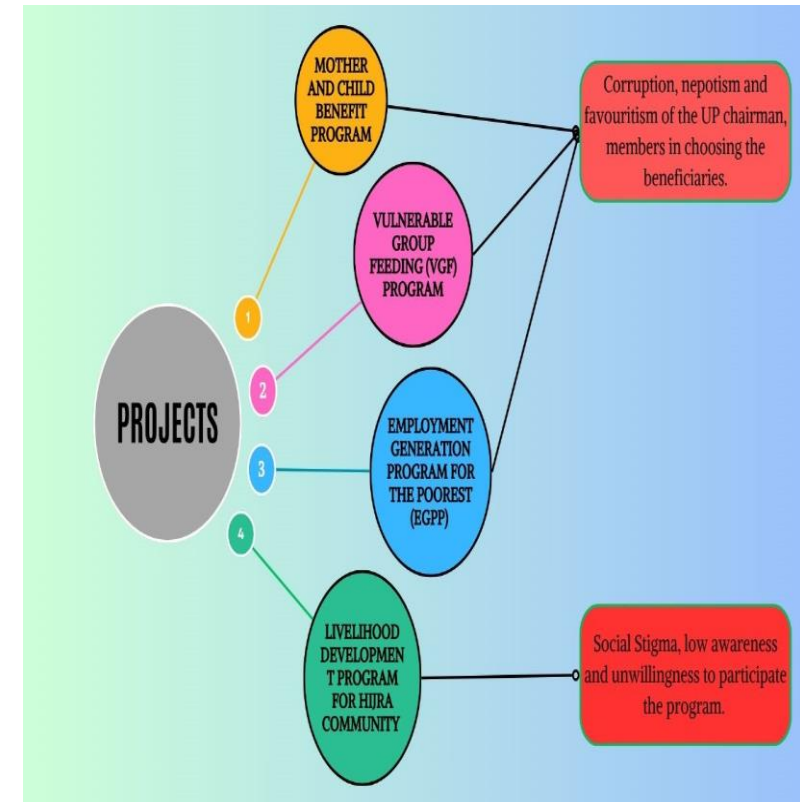 MOTHER
AND CHILD
BENEFIT
PROGRAM
Corruption, nepotism and
favouritism of the UP chairman,
members in choosing the
beneficiaries.
VULNERABLE
GROUP
FEEDING (VGF)
PROGRAM
1
2
PROJECTS
3
4
EMPLOYMENT
GENERATION
PROGRAM FOR
THE POOREST
(EGPP)
LIVELIHOOD
DEVELOPMEN
T PROGRAM
FOR HIJRA
COMMUNITY
Social Stigma, low awareness
and unwillingness to participate
the program.